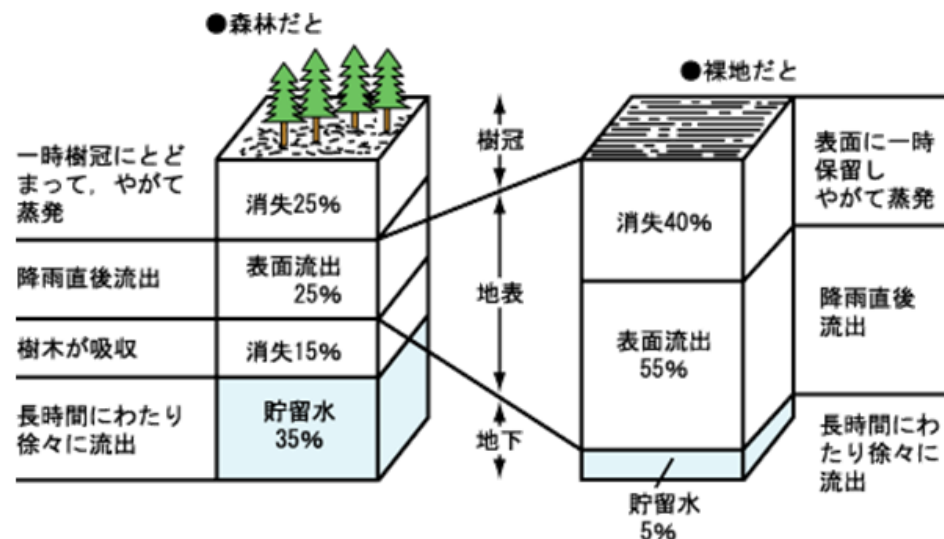 ●森林だと
一時樹冠にとど
まって，やがて
蒸発
降雨直後流出
樹木が吸収
長時間にわたり
徐々に流出
消失25%
表面流出
25%
消失15%
貯留水
35%
樹冠
地表
地下
●裸地だと
消失40%
表面流出
55%
貯留水
5%
表面に一時
保留し
やがて蒸発
降雨直後
流出
長時間にわ
たり徐々に
流出